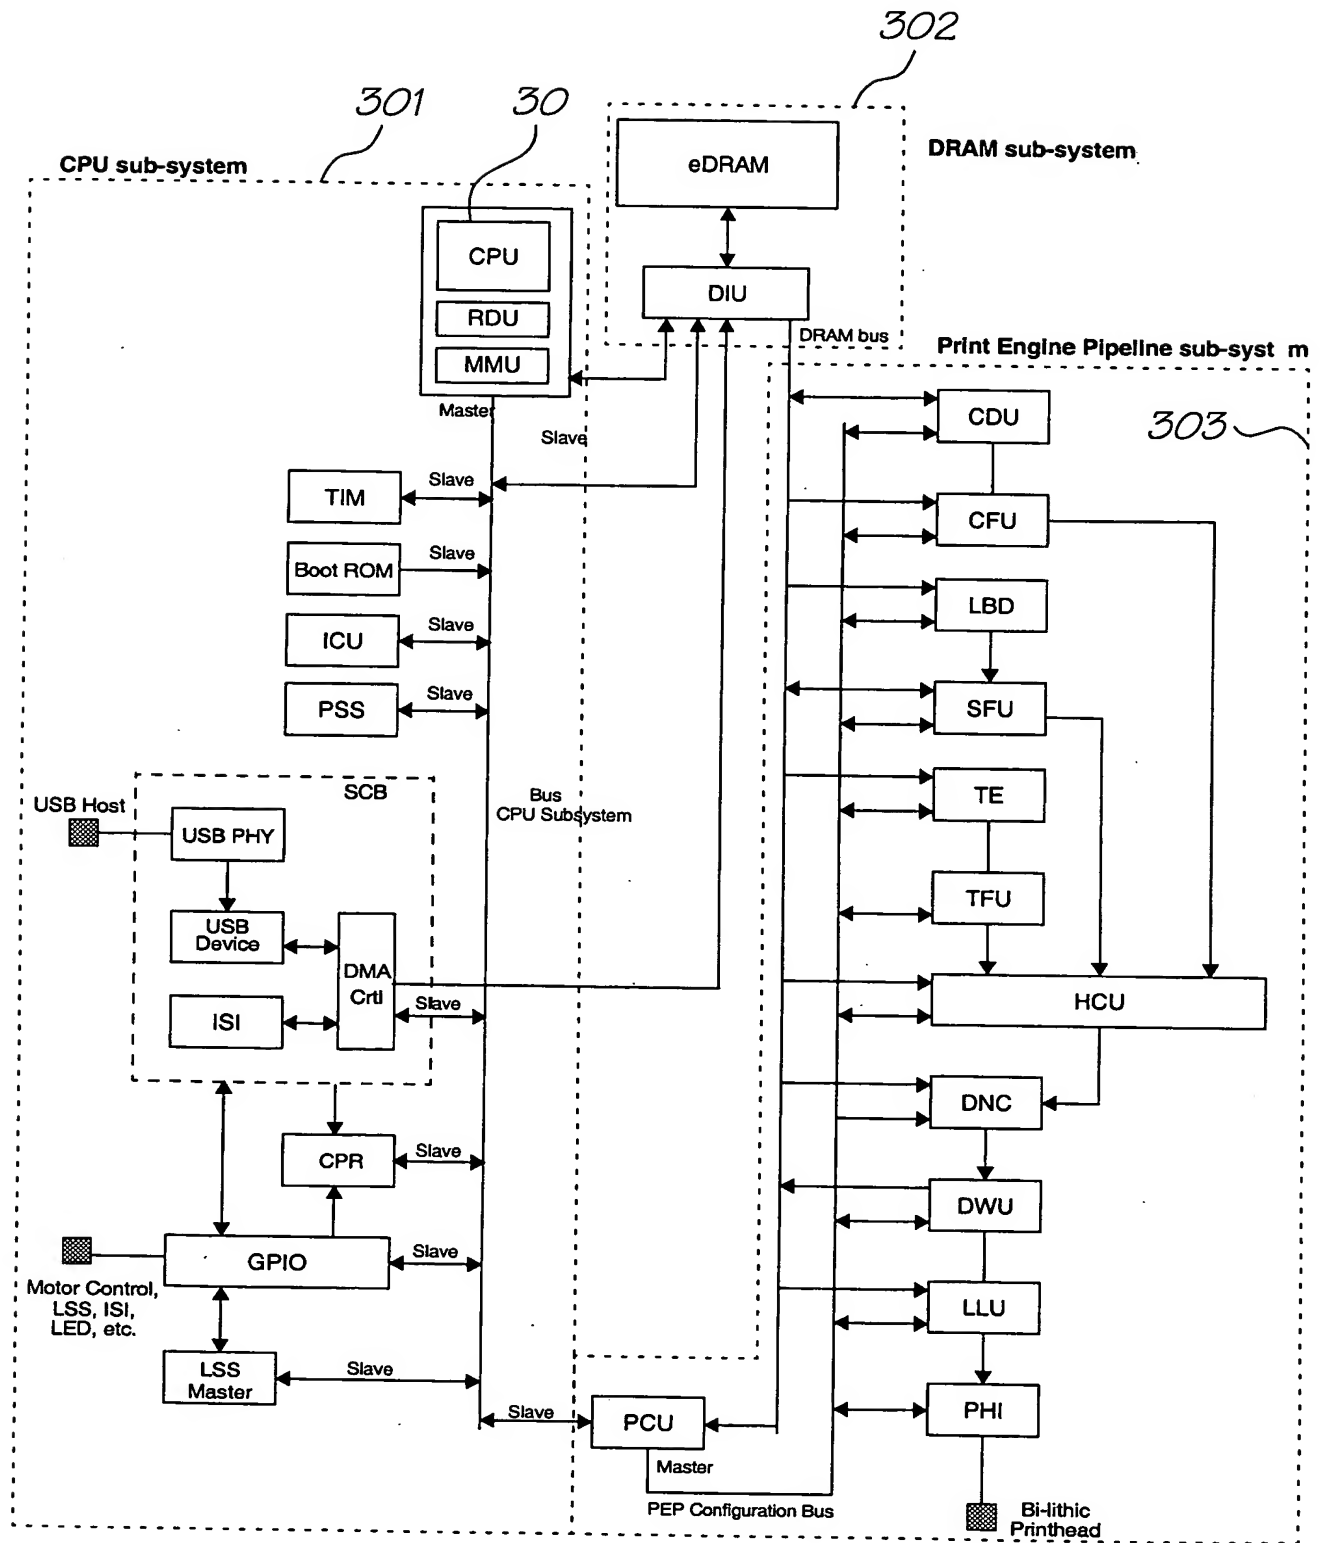 302
301
30
CPU sub-system
DRAM sub-system
eDRAM
CPU
DIU
RDU
DRAM bus
MMU
Print Engine Pipeline sub-syst m
Master
Slave
CDU
303
TIM
Slave
CFU
Boot ROM
Slave
LBD
ICU
Slave
PSS
Slave
SFU
SCB
TE
USB Host
Bus
CPU Subsystem
USB PHY
TFU
USB
Device
DMA
Crtl
Slave
ISI
HCU
DNC
CPR
Slave
DWU
GPIO
Slave
Motor Control,
LSS, ISI,
LED, etc.
LLU
LSS
Master
Slave
Slave
PCU
PHI
Master
PEP Configuration Bus
Bi-lithic
Printhead